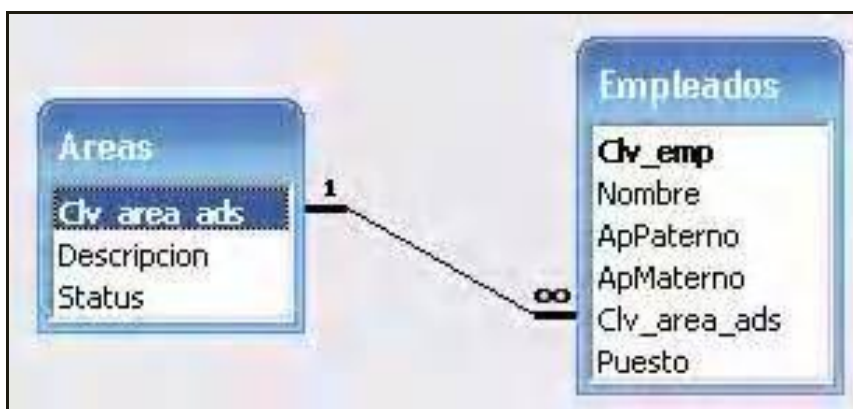 Areas
Clv_area_ads
Descripcion
Status
1
∞
Empleados
Clv_emp
Nombre
ApPaterno
ApMaterno
Clv_area_ads
Puesto